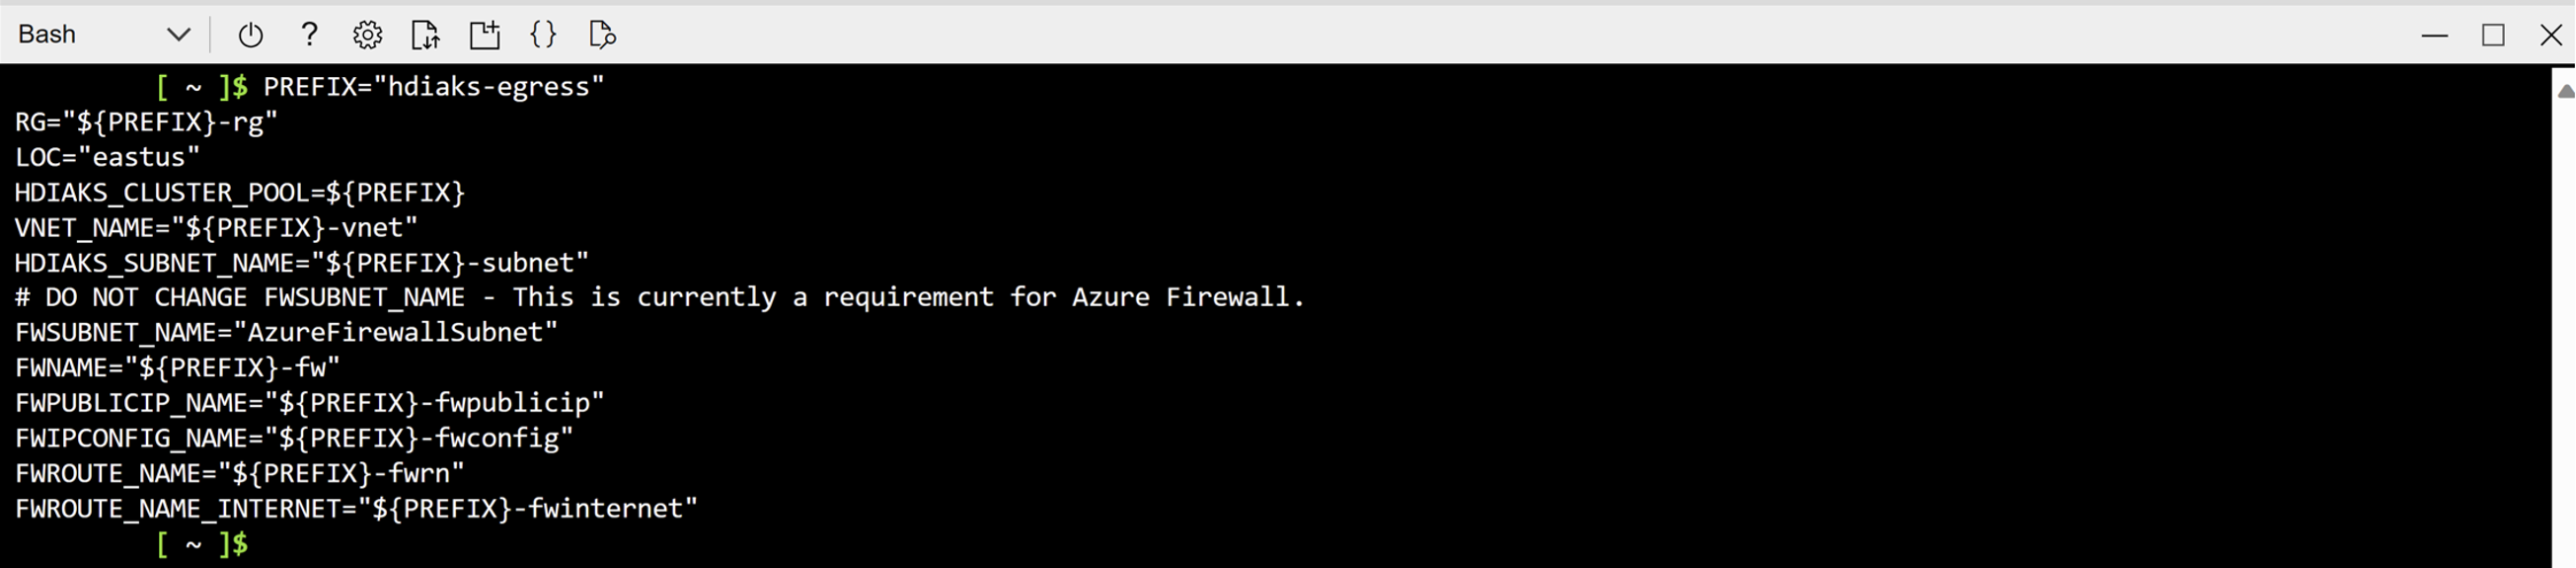 Bash
[ ~ ]$ PREFIX="hdiaks-egress"
RG="${PREFIX}-rg"
LOC="eastus"
HDIAKS_CLUSTER_POOL=${PREFIX}
VNET_NAME="${PREFIX}-vnet"
HDIAKS_SUBNET_NAME="${PREFIX}-subnet"
# DO NOT CHANGE FWSUBNET_NAME - This is currently a requirement for Azure Firewall.
FWSUBNET_NAME="AzureFirewallSubnet"
FWNAME="${PREFIX}-fw"
FWPUBLICIP_NAME="${PREFIX}-fwpublicip"
FWIPCONFIG_NAME="${PREFIX}-fwconfig"
FWROUTE_NAME="${PREFIX}-fwrn"
FWROUTE_NAME_INTERNET="${PREFIX}-fwinternet"
[ ~ ]$